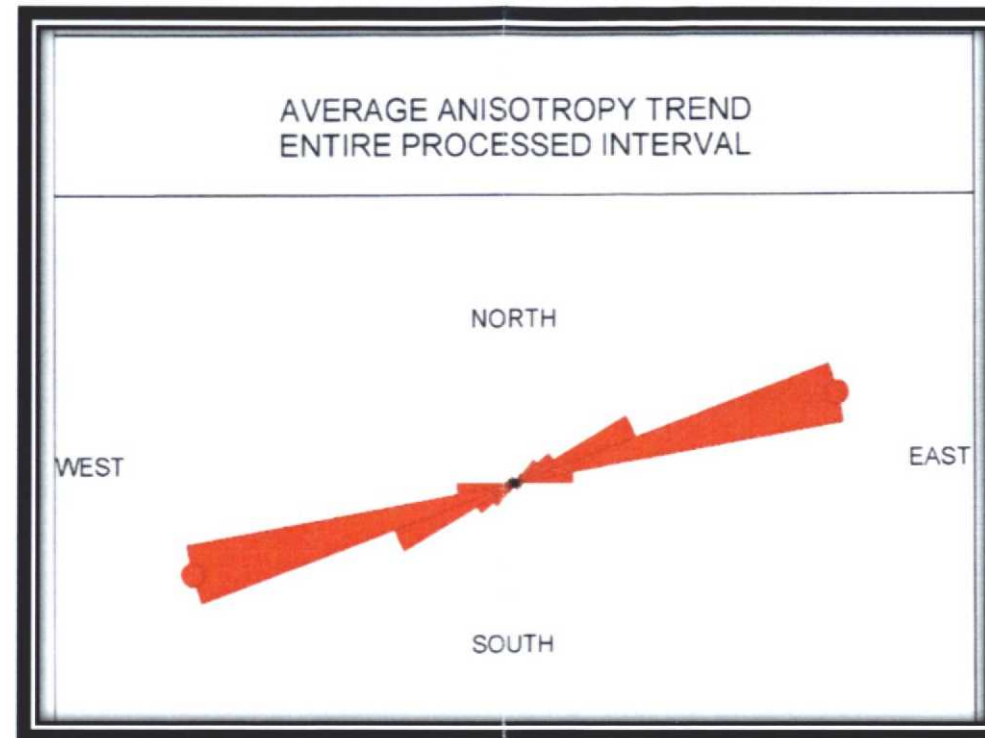 AVERAGE ANISOTROPY TREND
ENTIRE PROCESSED INTERVAL
NORTH
WEST
EAST
SOUTH